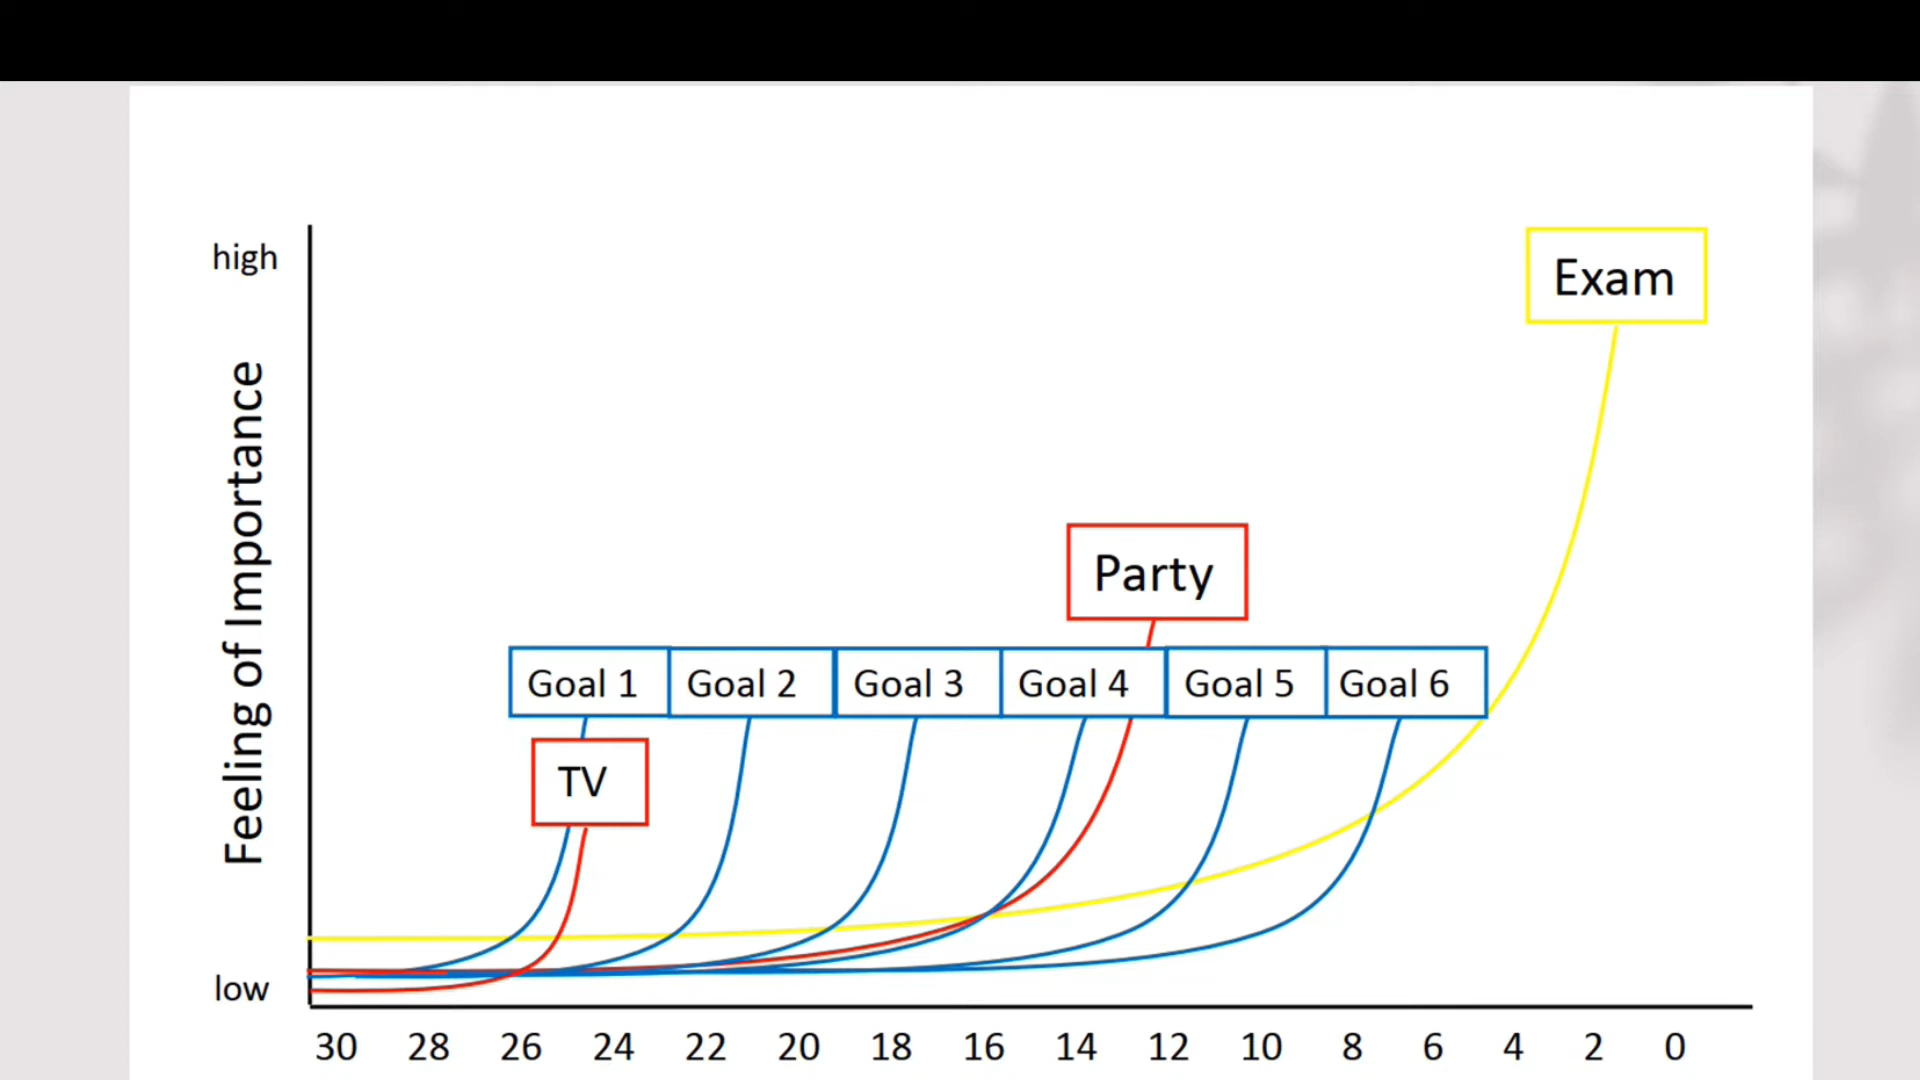 high
Exam
Feeling of Importance
Party
Goal 1 Goal 2 Goal 3 Goal 4 Goal 5 Goal 6
TV
low
30 28 26 24 22 20 18 16 14 12 10 8 6 4 2 0